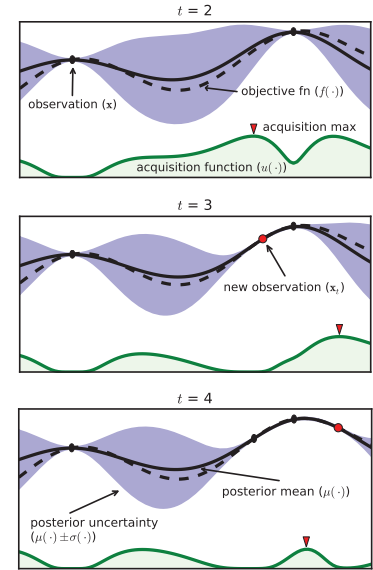 t = 2
objective fn (f(·))
observation (x)
acquisition max
acquisition function (u(·))
t = 3
new observation (xₜ)
t = 4
posterior mean (μ(·))
posterior uncertainty
(μ(·) ± σ(·))